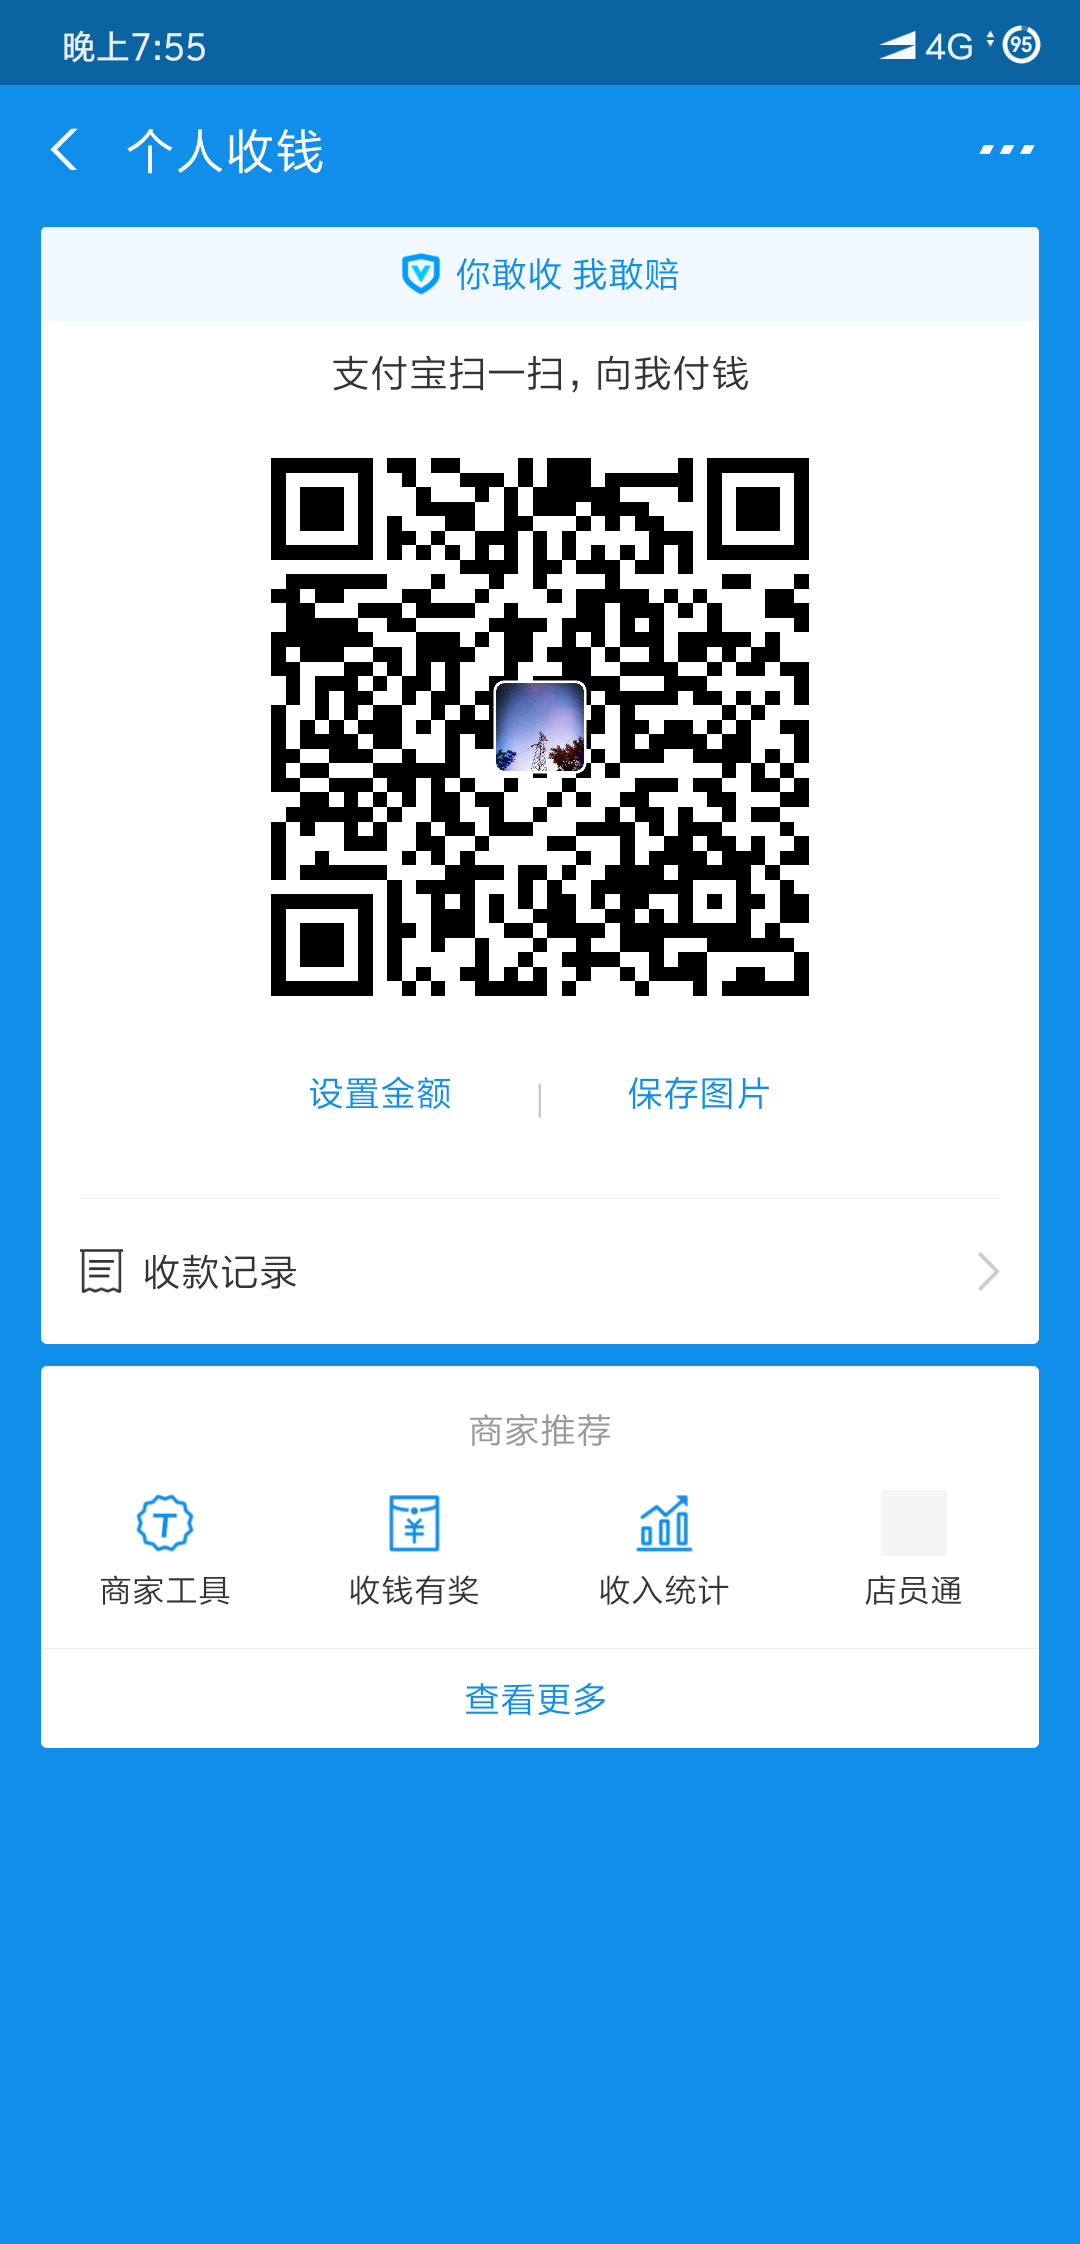 晚上7:55
4G
95
个人收钱
你敢收 我敢赔
支付宝扫一扫，向我付钱
设置金额 | 保存图片
收款记录
商家推荐
商家工具 收钱有奖 收入统计 店员通
查看更多